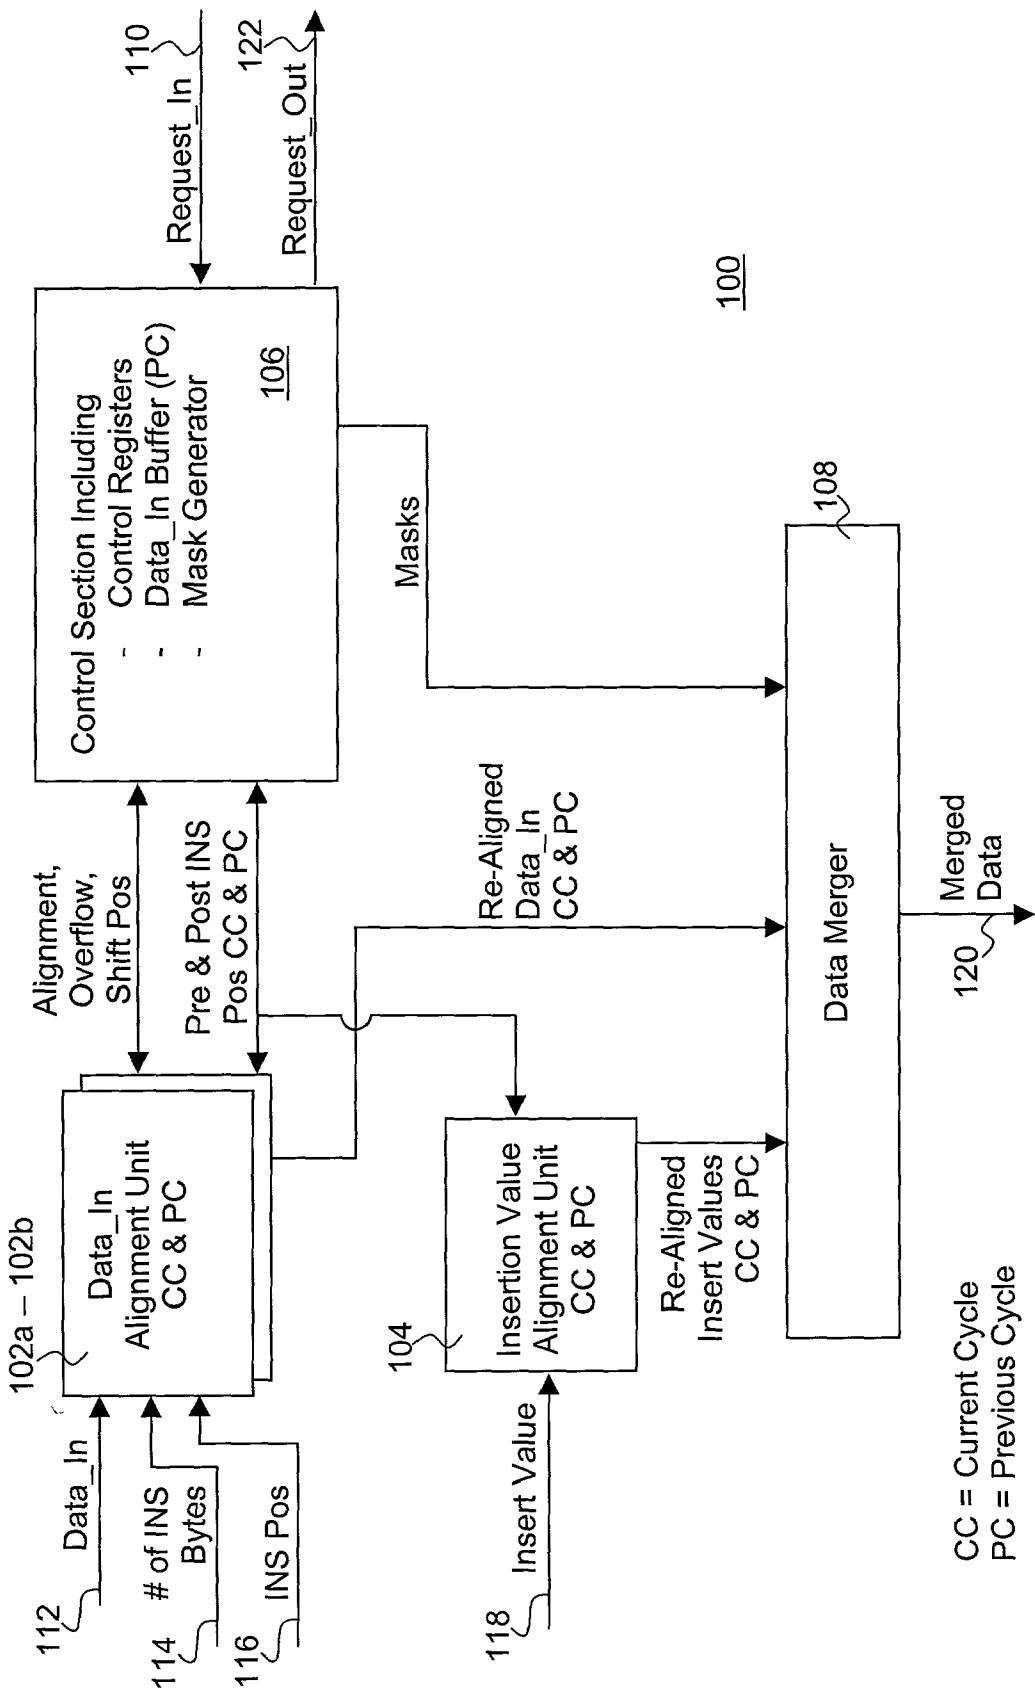 102a – 102b
Data_In
Alignment Unit
CC & PC
112
Data_In
114
# of INS
Bytes
116
INS Pos
Alignment,
Overflow,
Shift Pos
Pre & Post INS
Pos CC & PC
Control Section Including
- Control Registers
- Data_In Buffer (PC)
- Mask Generator
106
Request_In
110
Request_Out
122
104
Insertion Value
Alignment Unit
CC & PC
118
Insert Value
Re-Aligned
Data_In
CC & PC
Masks
100
Re-Aligned
Insert Values
CC & PC
Data Merger
108
Merged
Data
120
CC = Current Cycle
PC = Previous Cycle